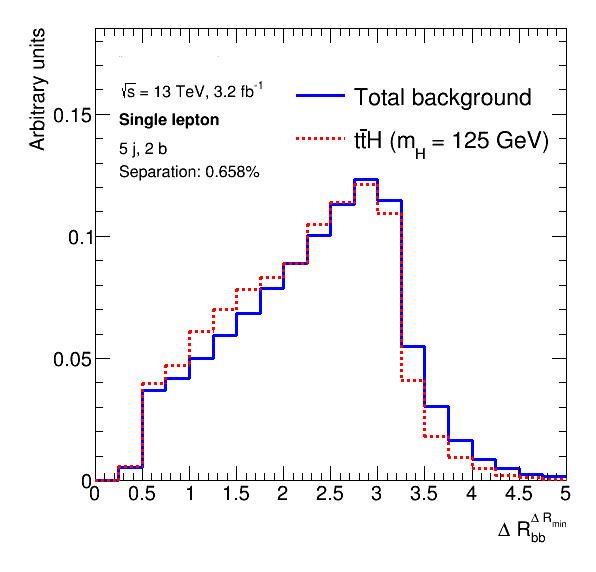 Arbitrary units
√s = 13 TeV, 3.2 fb⁻¹
Single lepton
5 j, 2 b
Separation: 0.658%
Total background
tt̄H (m_H = 125 GeV)
0.15
0.1
0.05
0
0 0.5 1 1.5 2 2.5 3 3.5 4 4.5 5
Δ R_bb^Δ R_min